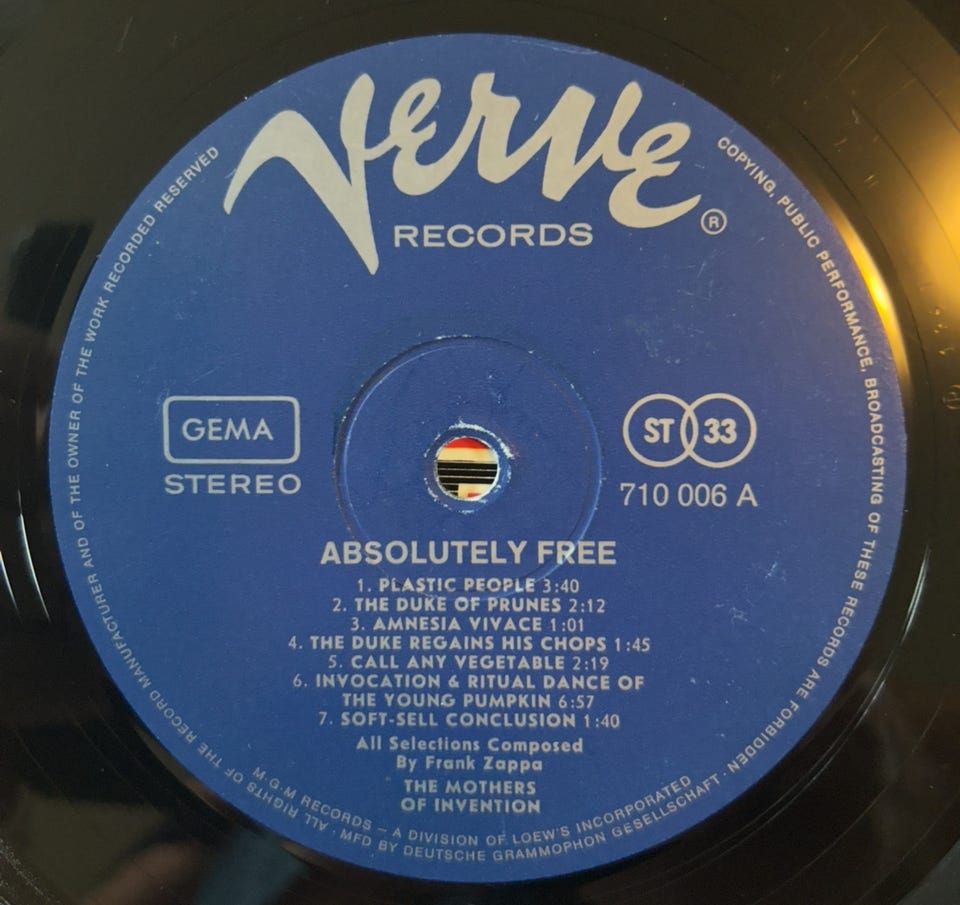 Verve
RECORDS
®
GEMA
STEREO
ST 33
710 006 A
ABSOLUTELY FREE
1. PLASTIC PEOPLE 3:40
2. THE DUKE OF PRUNES 2:12
3. AMNESIA VIVACE 1:01
4. THE DUKE REGAINS HIS CHOPS 1:45
5. CALL ANY VEGETABLE 2:19
6. INVOCATION & RITUAL DANCE OF
THE YOUNG PUMPKIN 6:57
7. SOFT-SELL CONCLUSION 1:40
All Selections Composed
By Frank Zappa
THE MOTHERS
OF INVENTION
M·G·M RECORDS – A DIVISION OF LOEW'S INCORPORATED
ALL RIGHTS OF THE RECORD MANUFACTURER AND OF THE OWNER OF THE WORK RECORDED RESERVED
COPYING, PUBLIC PERFORMANCE, BROADCASTING OF THESE RECORDS ARE FORBIDDEN
· MFD BY DEUTSCHE GRAMMOPHON GESELLSCHAFT ·